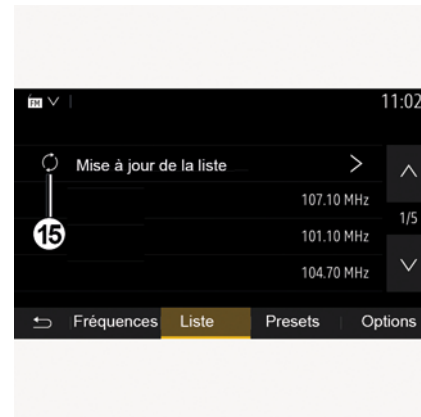 FM 11:02
Mise à jour de la liste >
107.10 MHz
1/5
101.10 MHz
104.70 MHz
15
Fréquences Liste Presets Options